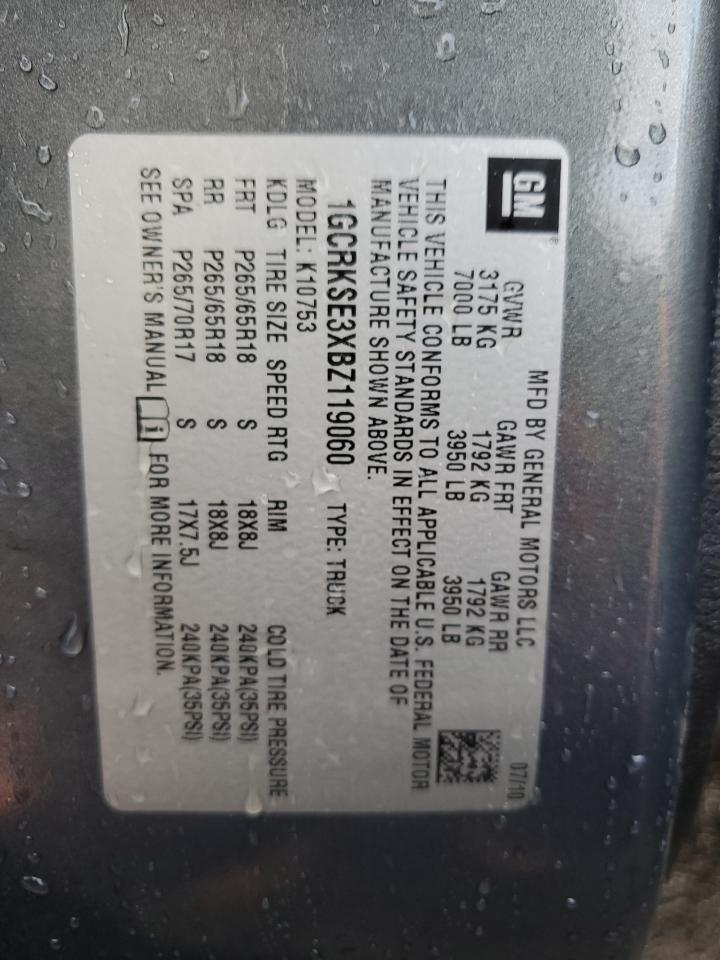 GM
MFD BY GENERAL MOTORS LLC 07/10
GVWR GAWR FRT GAWR RR
3175 KG 1792 KG 1792 KG
7000 LB 3950 LB 3950 LB
THIS VEHICLE CONFORMS TO ALL APPLICABLE U.S. FEDERAL MOTOR
VEHICLE SAFETY STANDARDS IN EFFECT ON THE DATE OF
MANUFACTURE SHOWN ABOVE.
1GCRKSE3XBZ119060 TYPE: TRUCK
MODEL: K10753
KDLG TIRE SIZE SPEED RTG RIM COLD TIRE PRESSURE
FRT P265/65R18 S 18X8J 240KPA(35PSI)
RR P265/65R18 S 18X8J 240KPA(35PSI)
SPA P265/70R17 S 17X7.5J 240KPA(35PSI)
SEE OWNER'S MANUAL i FOR MORE INFORMATION.